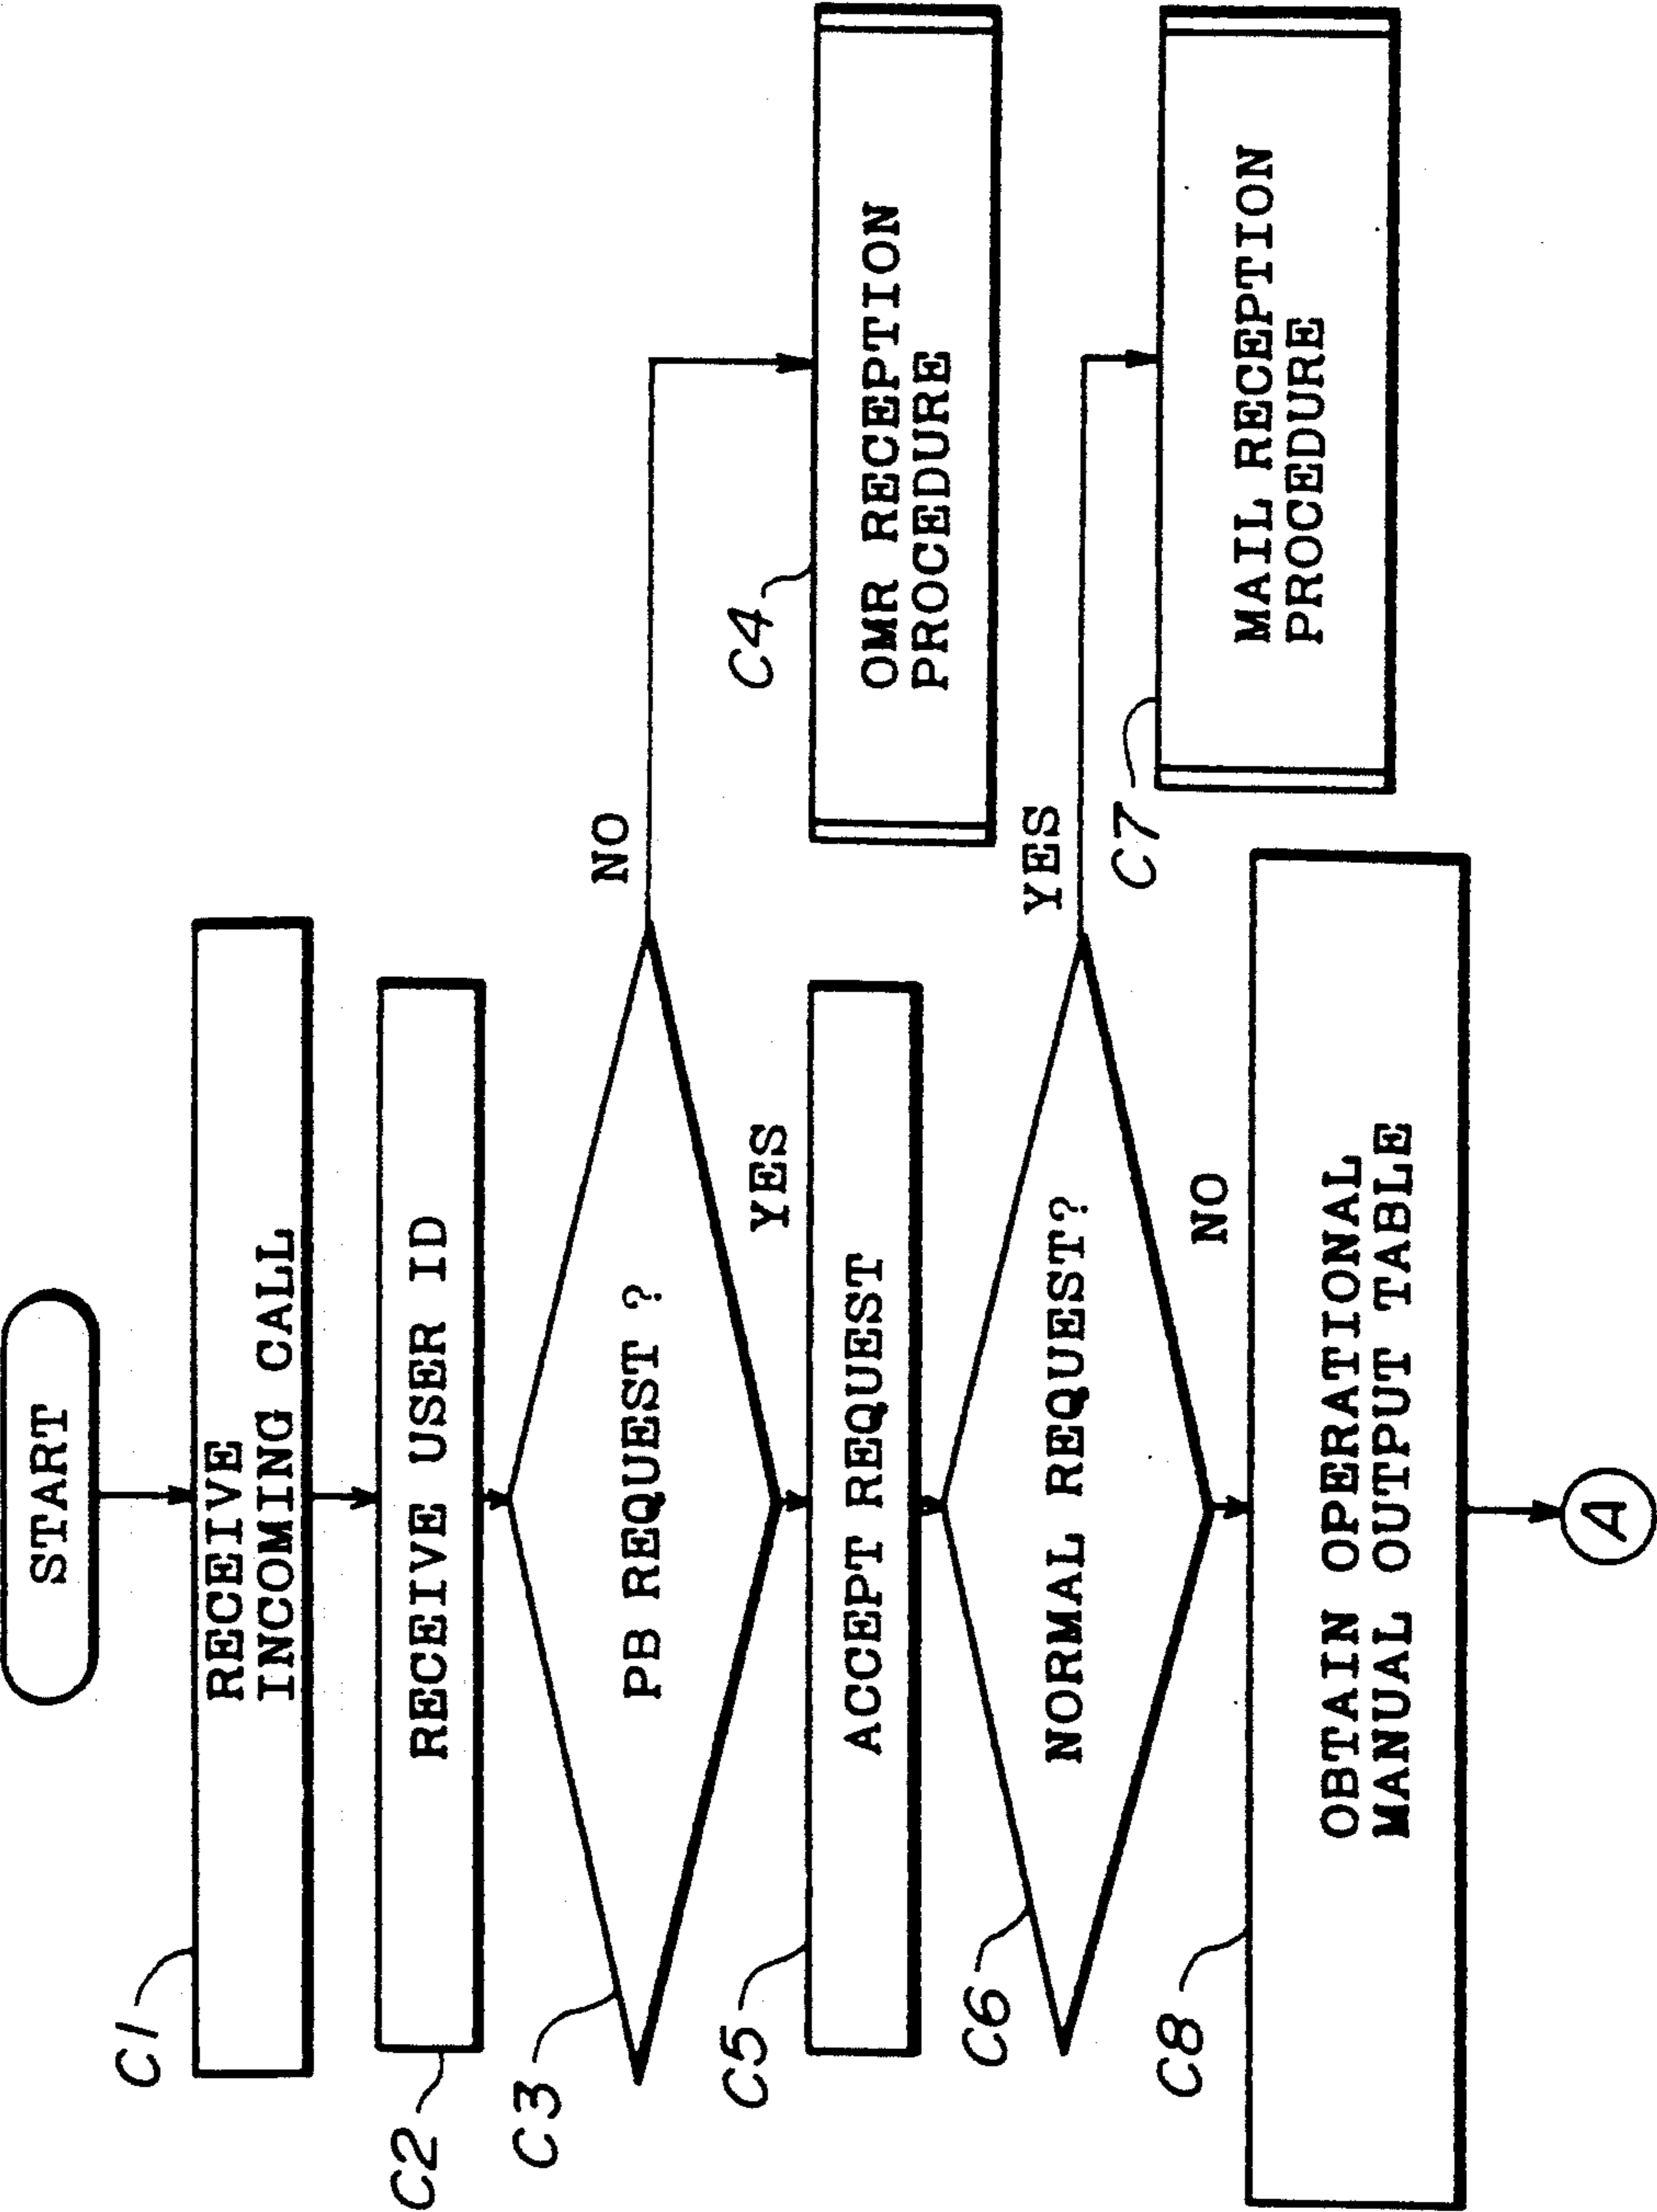 START
C1
RECEIVE
INCOMING CALL
C2
RECEIVE USER ID
C3
PB REQUEST ?
NO
YES
C4
OMR RECEPTION
PROCEDURE
C5
ACCEPT REQUEST
C6
NORMAL REQUEST?
YES
NO
C7
MAIL RECEPTION
PROCEDURE
C8
OBTAIN OPERATIONAL
MANUAL OUTPUT TABLE
A